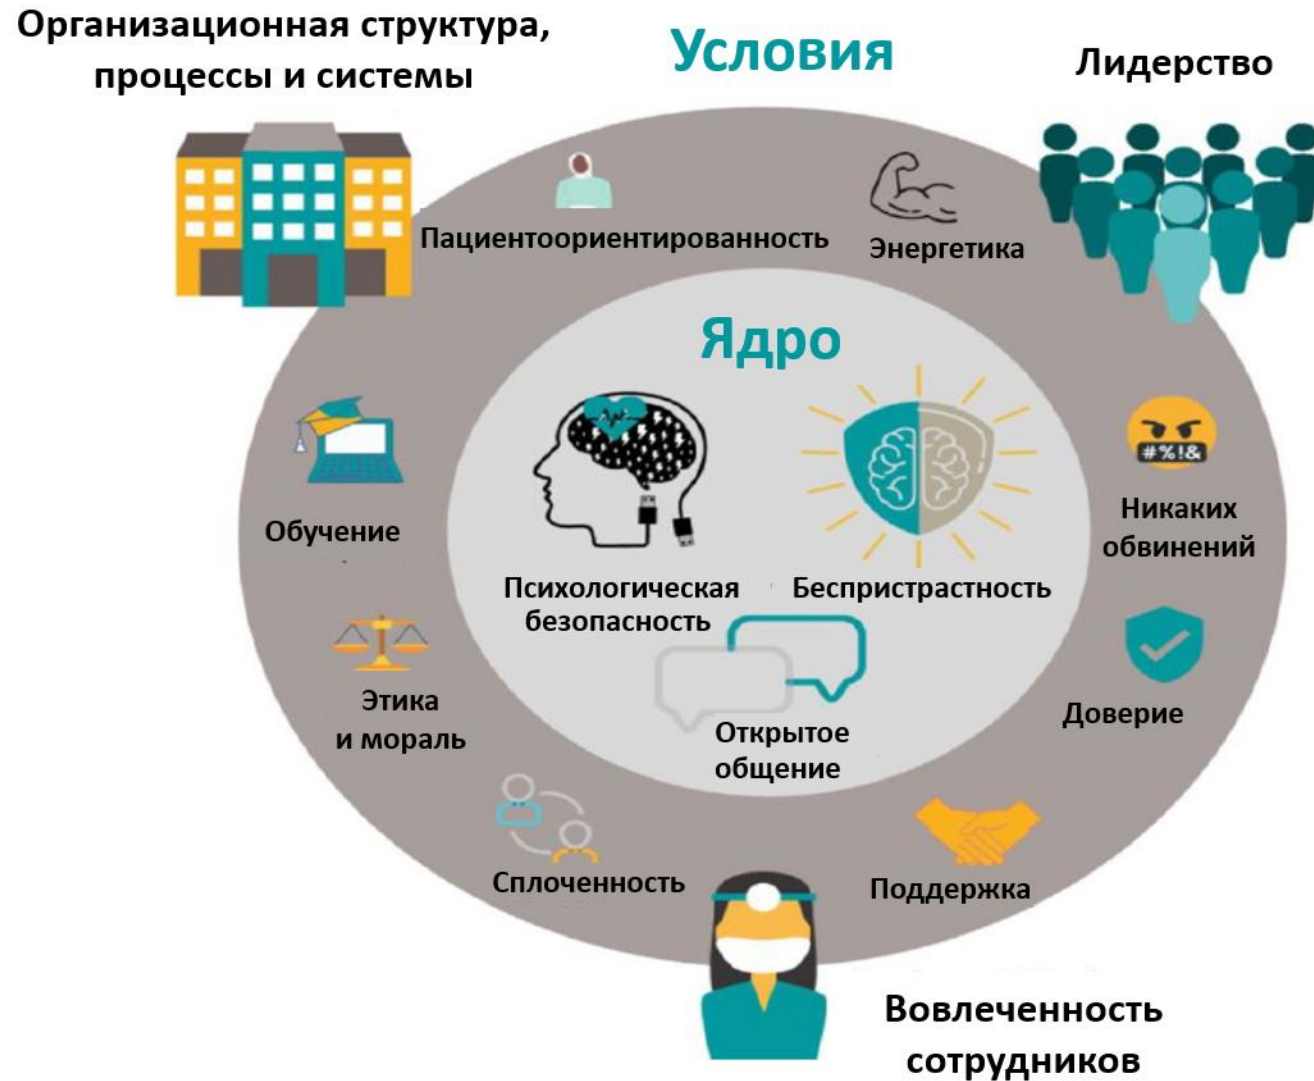 Организационная структура,
процессы и системы
Условия
Лидерство
Пациентоориентированность
Энергетика
Ядро
#%!&
Обучение
Никаких
обвинений
Психологическая
безопасность
Беспристрастность
Этика
и мораль
Доверие
Открытое
общение
Сплоченность
Поддержка
Вовлеченность
сотрудников